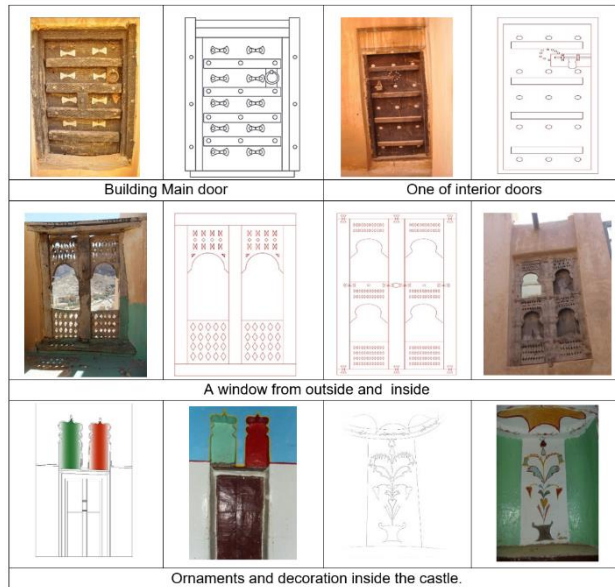 Building Main door
One of interior doors
A window from outside and inside
Ornaments and decoration inside the castle.